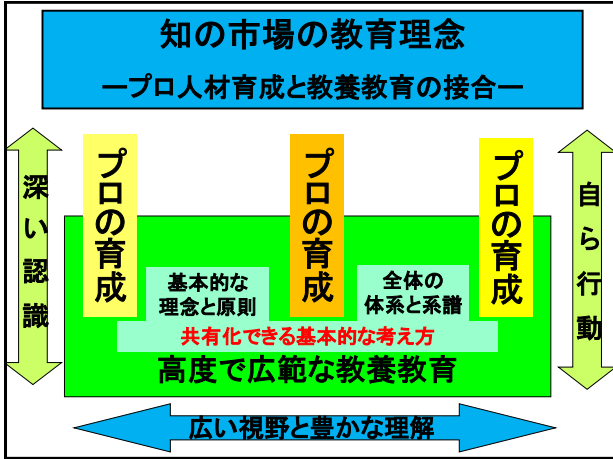 知の市場の教育理念
ープロ人材育成と教養教育の接合ー
深い認識
プロの育成
プロの育成
プロの育成
自ら行動
基本的な
理念と原則
全体の
体系と系譜
共有化できる基本的な考え方
高度で広範な教養教育
広い視野と豊かな理解